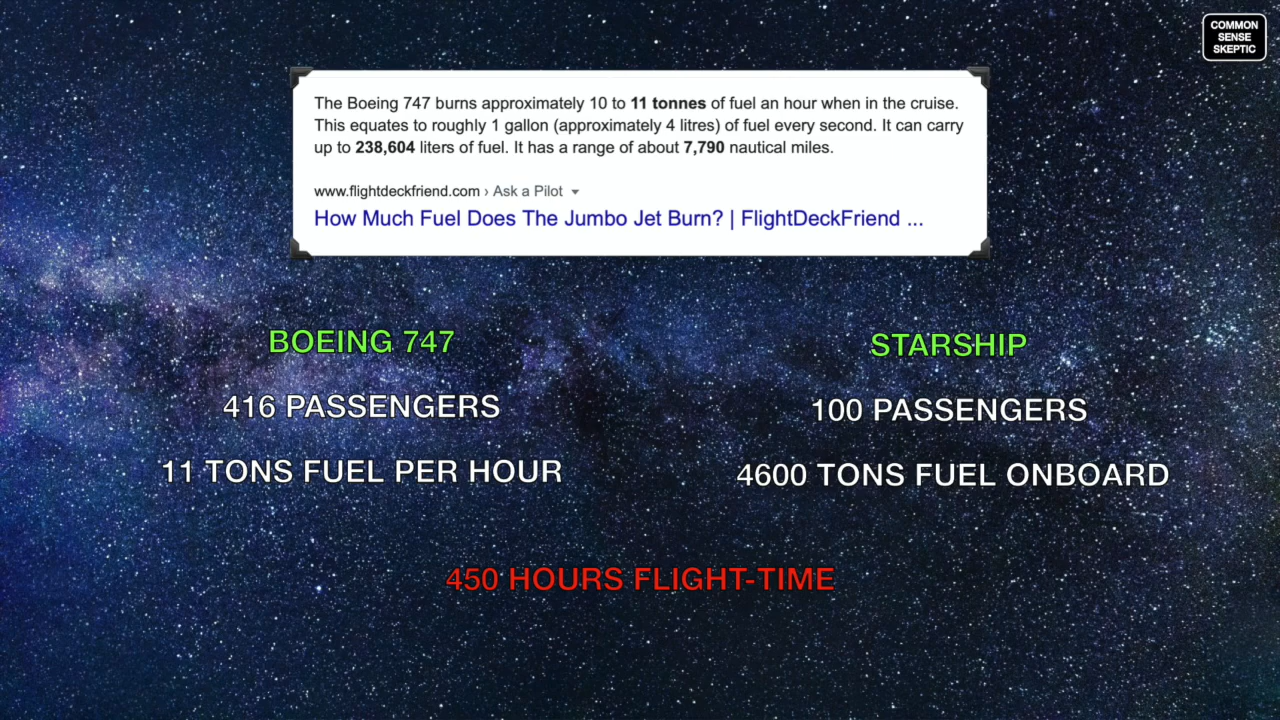 COMMON
SENSE
SKEPTIC
The Boeing 747 burns approximately 10 to 11 tonnes of fuel an hour when in the cruise.
This equates to roughly 1 gallon (approximately 4 litres) of fuel every second. It can carry
up to 238,604 liters of fuel. It has a range of about 7,790 nautical miles.
www.flightdeckfriend.com › Ask a Pilot
How Much Fuel Does The Jumbo Jet Burn? | FlightDeckFriend ...
BOEING 747
416 PASSENGERS
11 TONS FUEL PER HOUR
STARSHIP
100 PASSENGERS
4600 TONS FUEL ONBOARD
450 HOURS FLIGHT-TIME